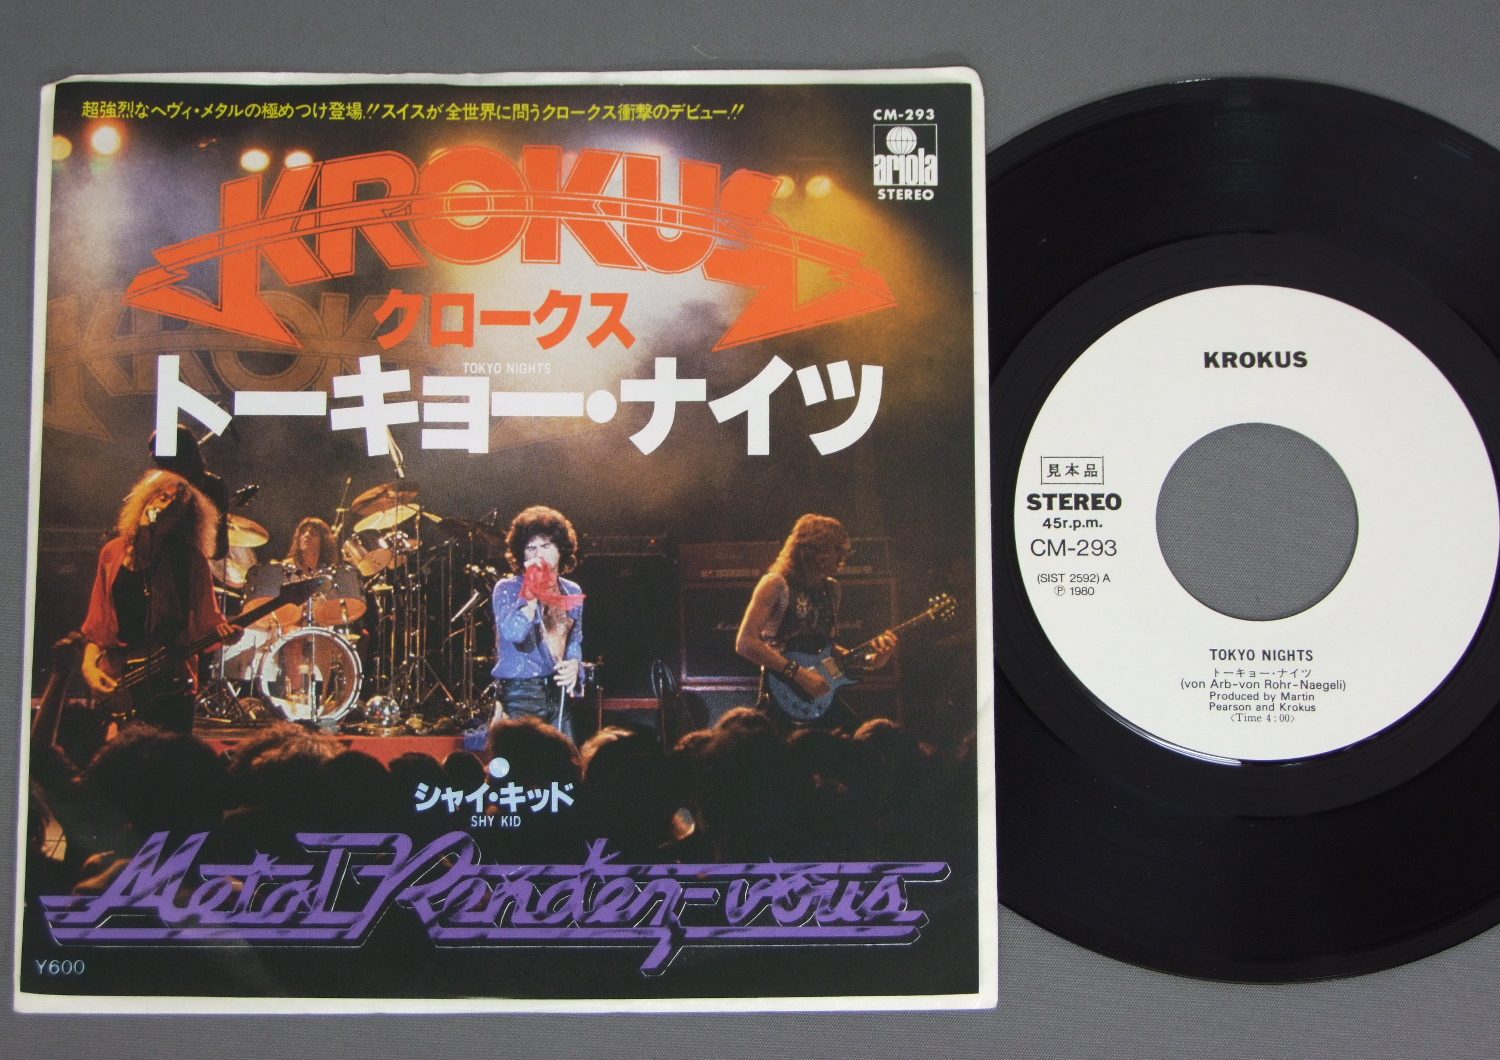 超強烈なヘヴィ・メタルの極めつけ登場!!スイスが全世界に問うクロークス衝撃のデビュー!!
CM-293
ariola
STEREO
KROKUS
クロークス
TOKYO NIGHTS
トーキョー・ナイツ
シャイ・キッド
SHY KID
Metal Rendez-vous
¥600
KROKUS
見本品
STEREO
45r.p.m.
CM-293
(SIST 2592) A
Ⓟ 1980
TOKYO NIGHTS
トーキョー・ナイツ
(von Arb-von Rohr-Naegeli)
Produced by Martin
Pearson and Krokus
〈Time 4:00〉